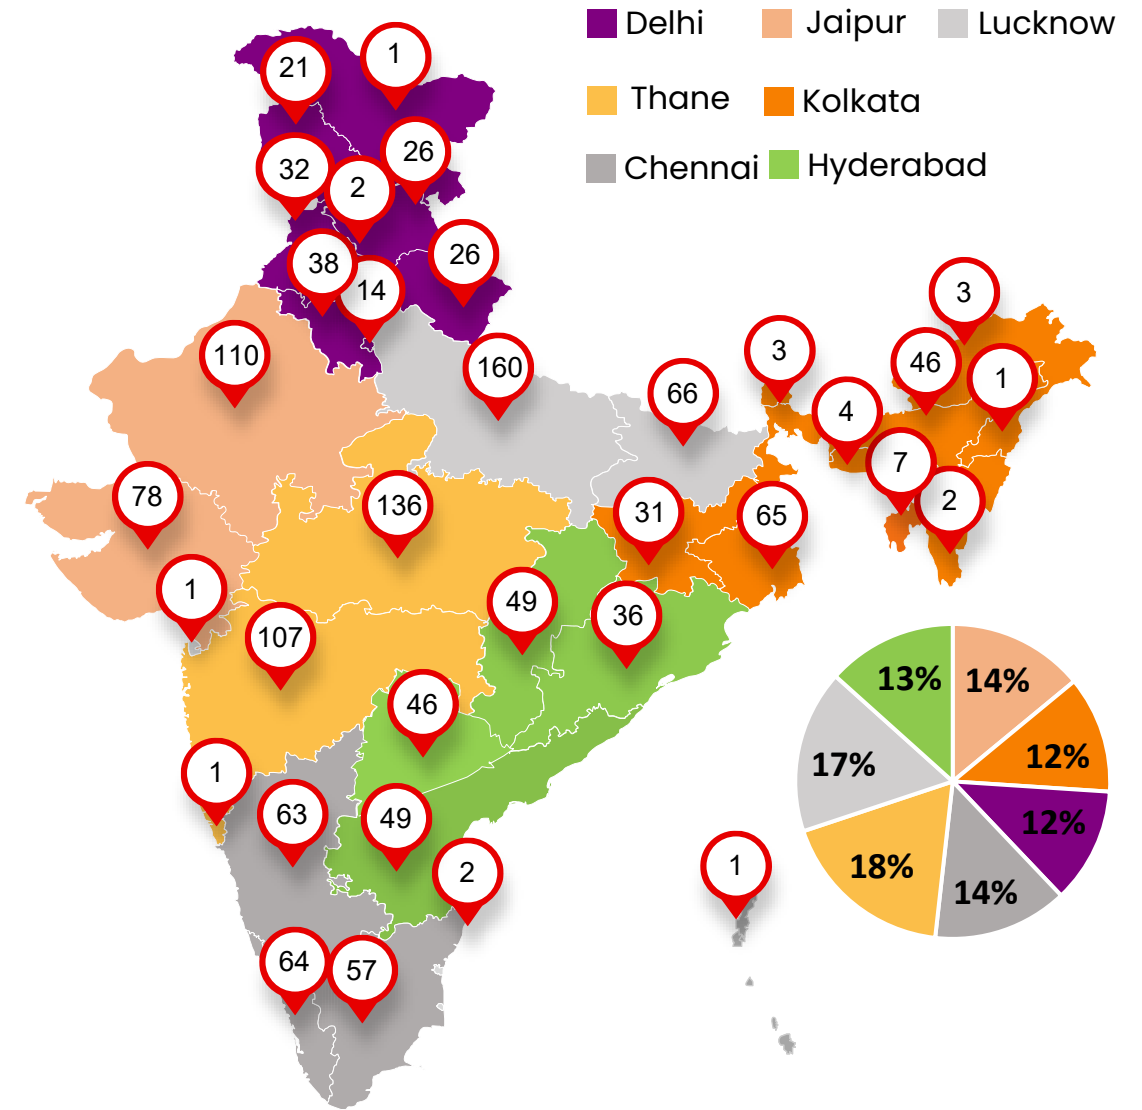 Delhi Jaipur Lucknow
Thane Kolkata
Chennai Hyderabad
21 1
32 2 26
38 14 26
110 160 66
3 3
46 1
4
7 2
78 136 31 65
1 107 49 36
46
1 63 49
2
64 57
1
13% 14%
17% 12%
12%
18% 14%